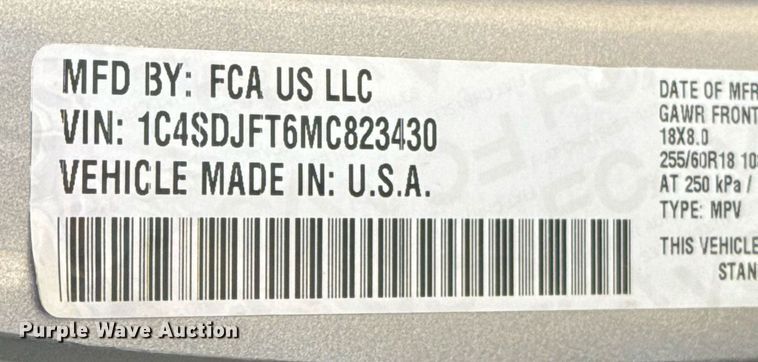 MFD BY: FCA US LLC
VIN: 1C4SDJFT6MC823430
VEHICLE MADE IN: U.S.A.
DATE OF MFR
GAWR FRONT
18X8.0
255/60R18
AT 250 kPa /
TYPE: MPV
THIS VEHICLE
STAN
Purple Wave Auction